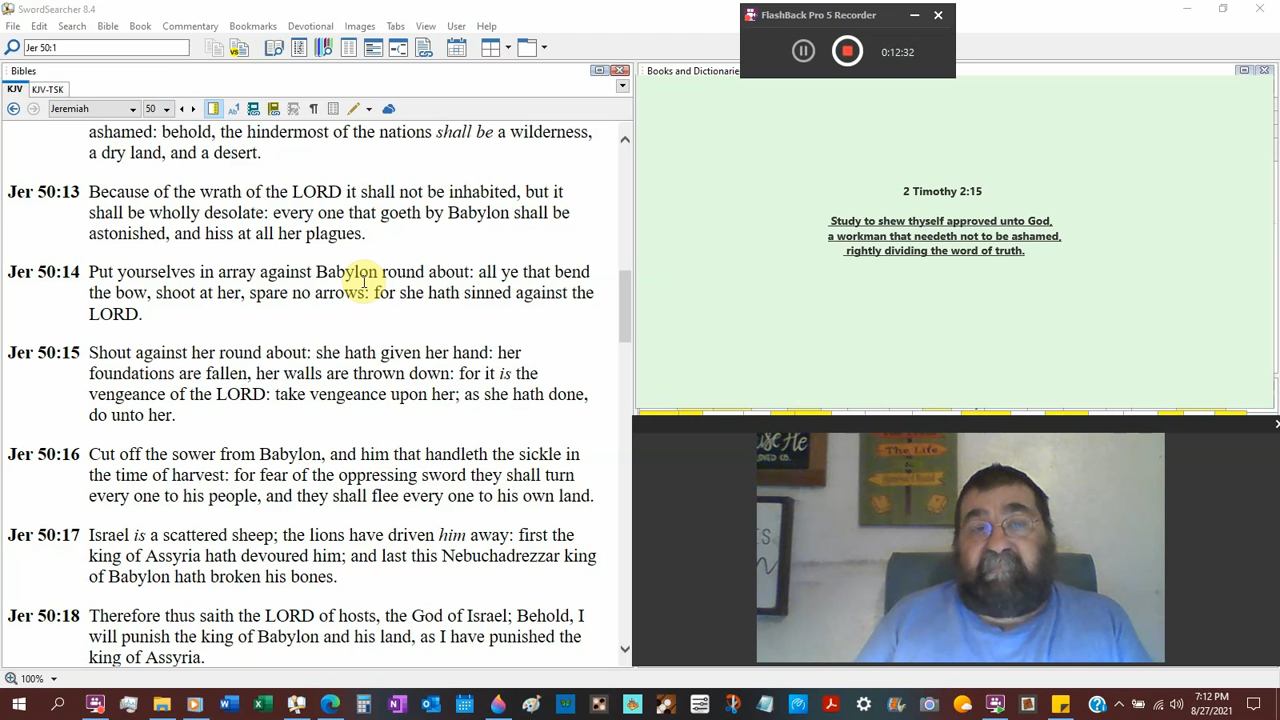 SwordSearcher 8.4
File Edit Search Bible Book Commentary Bookmarks Devotional Images Tabs View User Help
Jer 50:1
VS
Bibles
KJV KJV-TSK
Jeremiah 50
ashamed: behold, the hindermost of the nations shall be a wilderness,
a dry land, and a desert.
Jer 50:13 Because of the wrath of the LORD it shall not be inhabited, but it
shall be wholly desolate: every one that goeth by Babylon shall be
astonished, and hiss at all her plagues.
Jer 50:14 Put yourselves in array against Babylon round about: all ye that bend
the bow, shoot at her, spare no arrows: for she hath sinned against the
LORD.
Jer 50:15 Shout against her round about: she hath given her hand: her
foundations are fallen, her walls are thrown down: for it is the
vengeance of the LORD: take vengeance upon her; as she hath done,
do unto her.
Jer 50:16 Cut off the sower from Babylon, and him that handleth the sickle in
the time of harvest: for fear of the oppressing sword they shall turn
every one to his people, and they shall flee every one to his own land.
Jer 50:17 Israel is a scattered sheep; the lions have driven him away: first the
king of Assyria hath devoured him; and last this Nebuchadrezzar king
of Babylon hath broken his bones.
Jer 50:18 Therefore thus saith the LORD of hosts, the God of Israel; Behold, I
will punish the king of Babylon and his land, as I have punished the
king of Assyria.
100%
FlashBack Pro 5 Recorder
0:12:32
Books and Dictionaries
2 Timothy 2:15
Study to shew thyself approved unto God,
a workman that needeth not to be ashamed,
rightly dividing the word of truth.
He
The Life
7:12 PM
8/27/2021